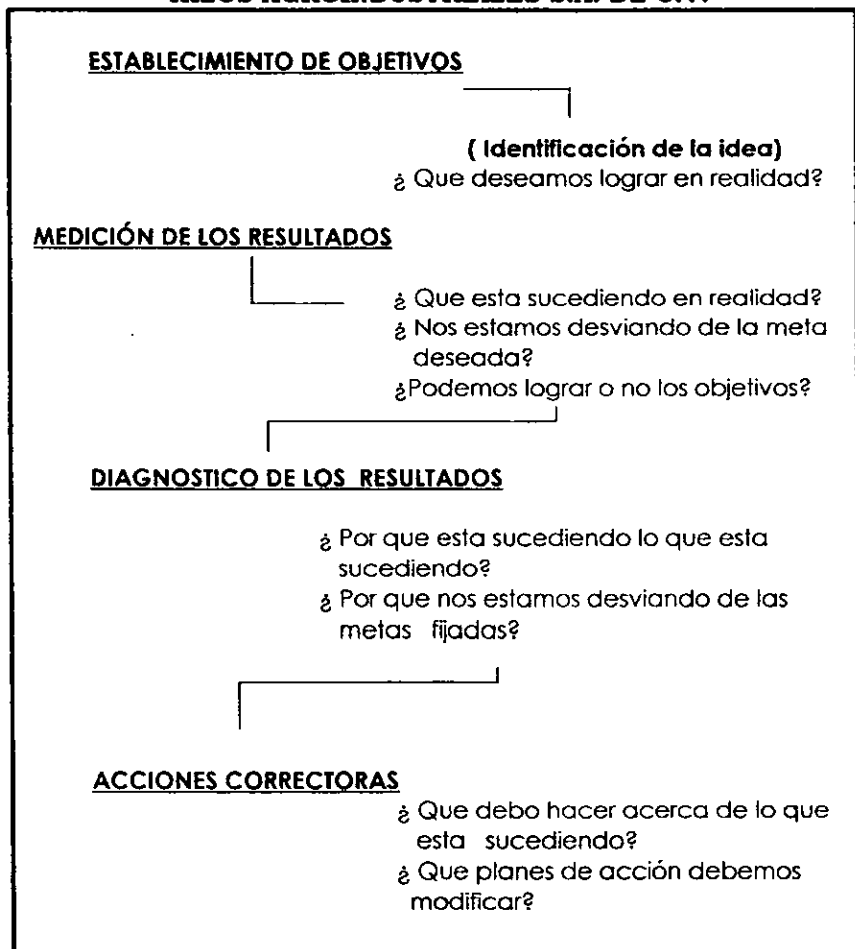 AGROINDUSTRIALES S.A. DE C.V.
ESTABLECIMIENTO DE OBJETIVOS
( Identificación de la idea)
¿ Que deseamos lograr en realidad?
MEDICIÓN DE LOS RESULTADOS
¿ Que esta sucediendo en realidad?
¿ Nos estamos desviando de la meta
deseada?
¿Podemos lograr o no los objetivos?
DIAGNOSTICO DE LOS RESULTADOS
¿ Por que esta sucediendo lo que esta
sucediendo?
¿ Por que nos estamos desviando de las
metas fijadas?
ACCIONES CORRECTORAS
¿ Que debo hacer acerca de lo que
esta sucediendo?
¿ Que planes de acción debemos
modificar?